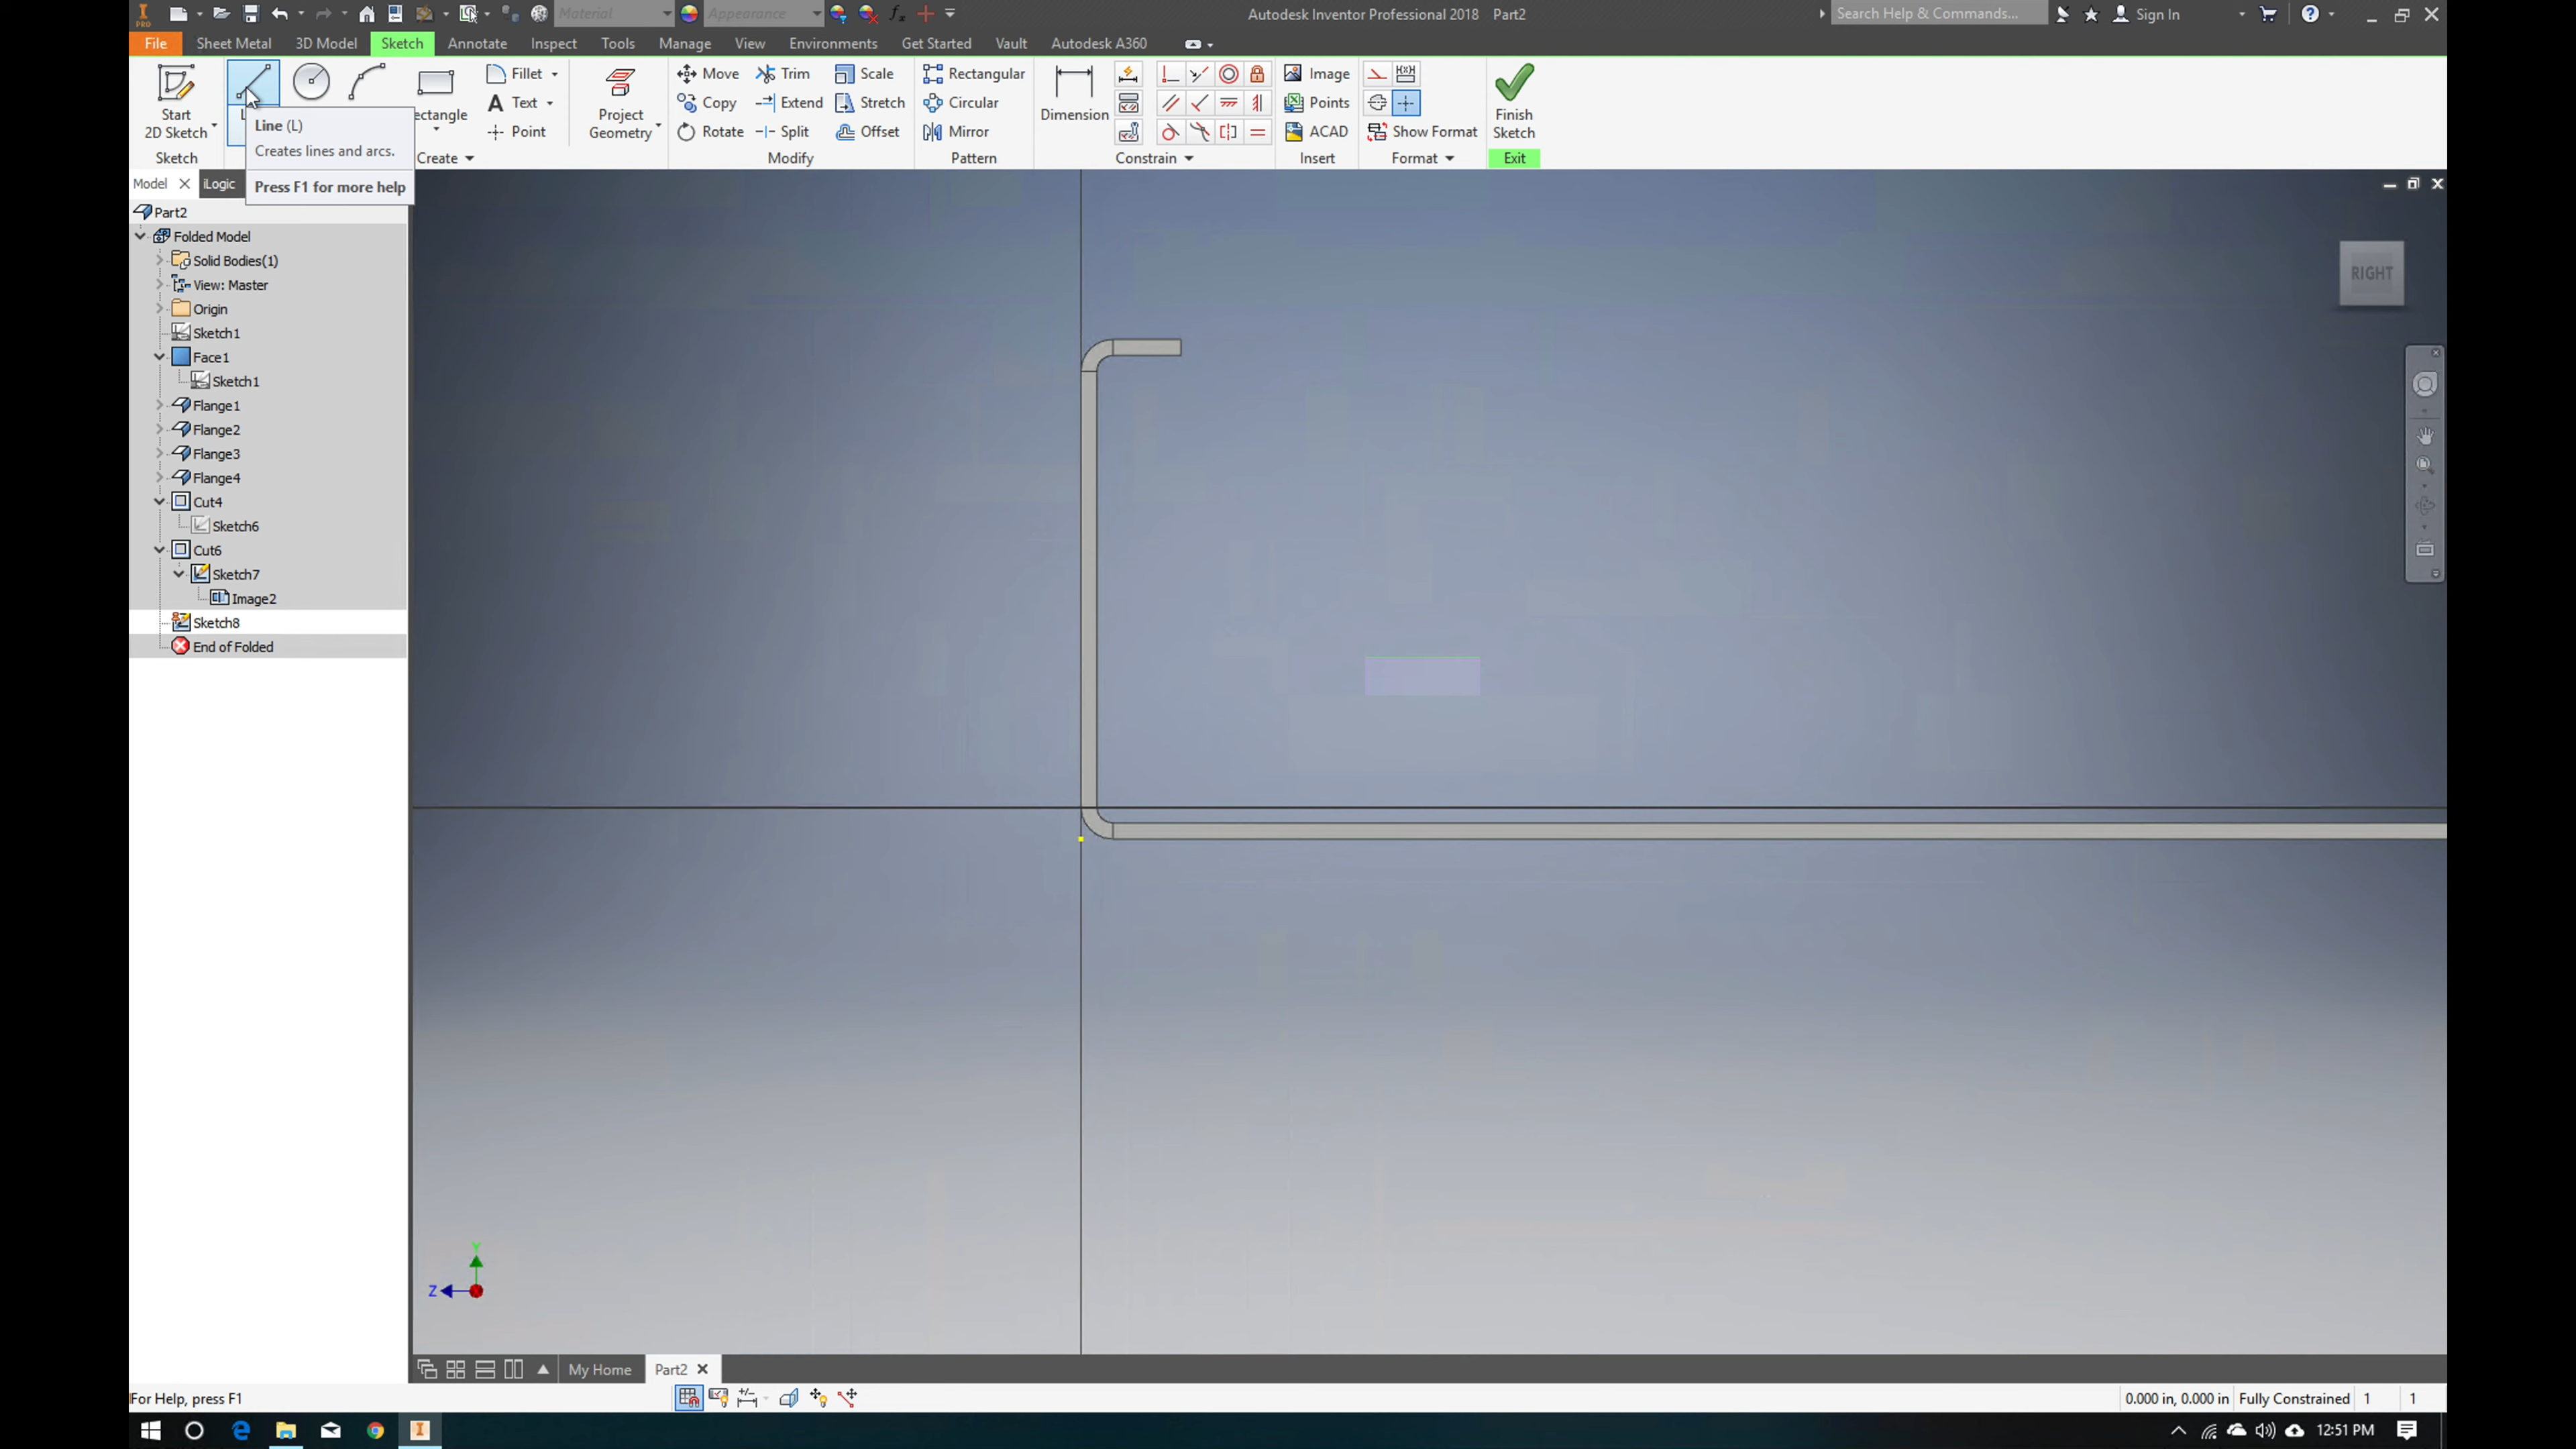 PRO
Material
Appearance
Autodesk Inventor Professional 2018 Part2
Search Help & Commands...
Sign In
File Sheet Metal 3D Model Sketch Annotate Inspect Tools Manage View Environments Get Started Vault Autodesk A360
Start
2D Sketch
Sketch
Line (L)
Creates lines and arcs.
Press F1 for more help
ectangle
Create
Fillet
Text
Point
Project
Geometry
Move Trim Scale
Copy Extend Stretch
Rotate Split Offset
Modify
Rectangular
Circular
Mirror
Pattern
Dimension
Constrain
Image
Points
ACAD
Insert
Show Format
Format
Finish
Sketch
Exit
Model iLogic
Part2
Folded Model
Solid Bodies(1)
View: Master
Origin
Sketch1
Face1
Sketch1
Flange1
Flange2
Flange3
Flange4
Cut4
Sketch6
Cut6
Sketch7
Image2
Sketch8
End of Folded
RIGHT
Y
Z
My Home Part2
For Help, press F1
0.000 in, 0.000 in Fully Constrained 1 1
12:51 PM